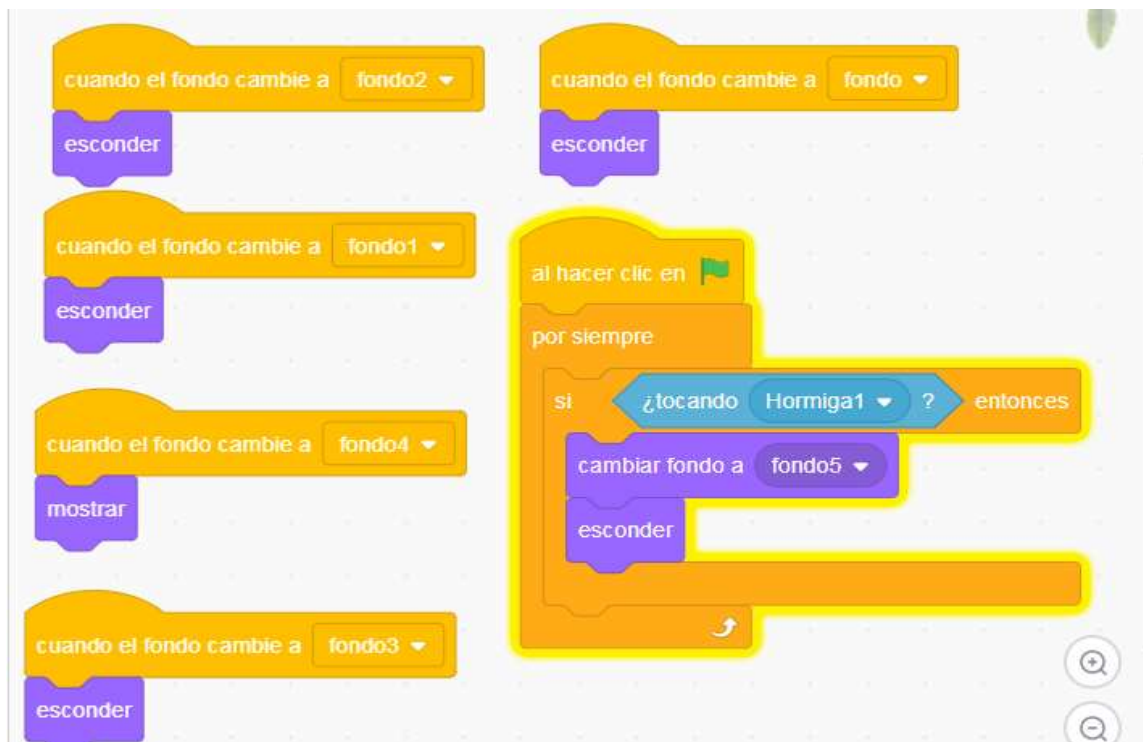 cuando el fondo cambie a fondo2
esconder
cuando el fondo cambie a fondo1
esconder
cuando el fondo cambie a fondo4
mostrar
cuando el fondo cambie a fondo3
esconder
cuando el fondo cambie a fondo
esconder
al hacer clic en
por siempre
si ¿tocando Hormiga1 ? entonces
cambiar fondo a fondo5
esconder